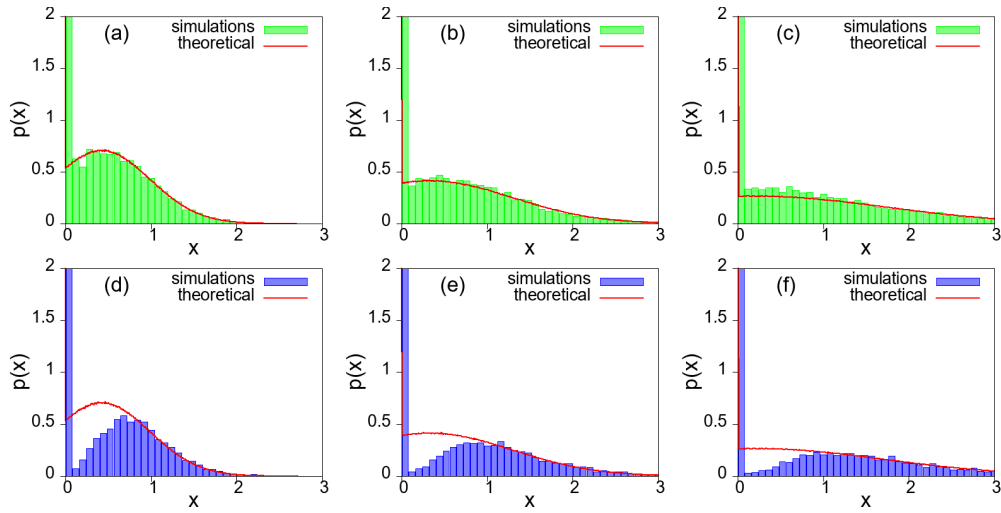 2
1.5
1
0.5
0
p(x)
(a)
simulations
theoretical
0
1
2
3
x
2
1.5
1
0.5
0
p(x)
(b)
simulations
theoretical
0
1
2
3
x
2
1.5
1
0.5
0
p(x)
(c)
simulations
theoretical
0
1
2
3
x
2
1.5
1
0.5
0
p(x)
(d)
simulations
theoretical
0
1
2
3
x
2
1.5
1
0.5
0
p(x)
(e)
simulations
theoretical
0
1
2
3
x
2
1.5
1
0.5
0
p(x)
(f)
simulations
theoretical
0
1
2
3
x